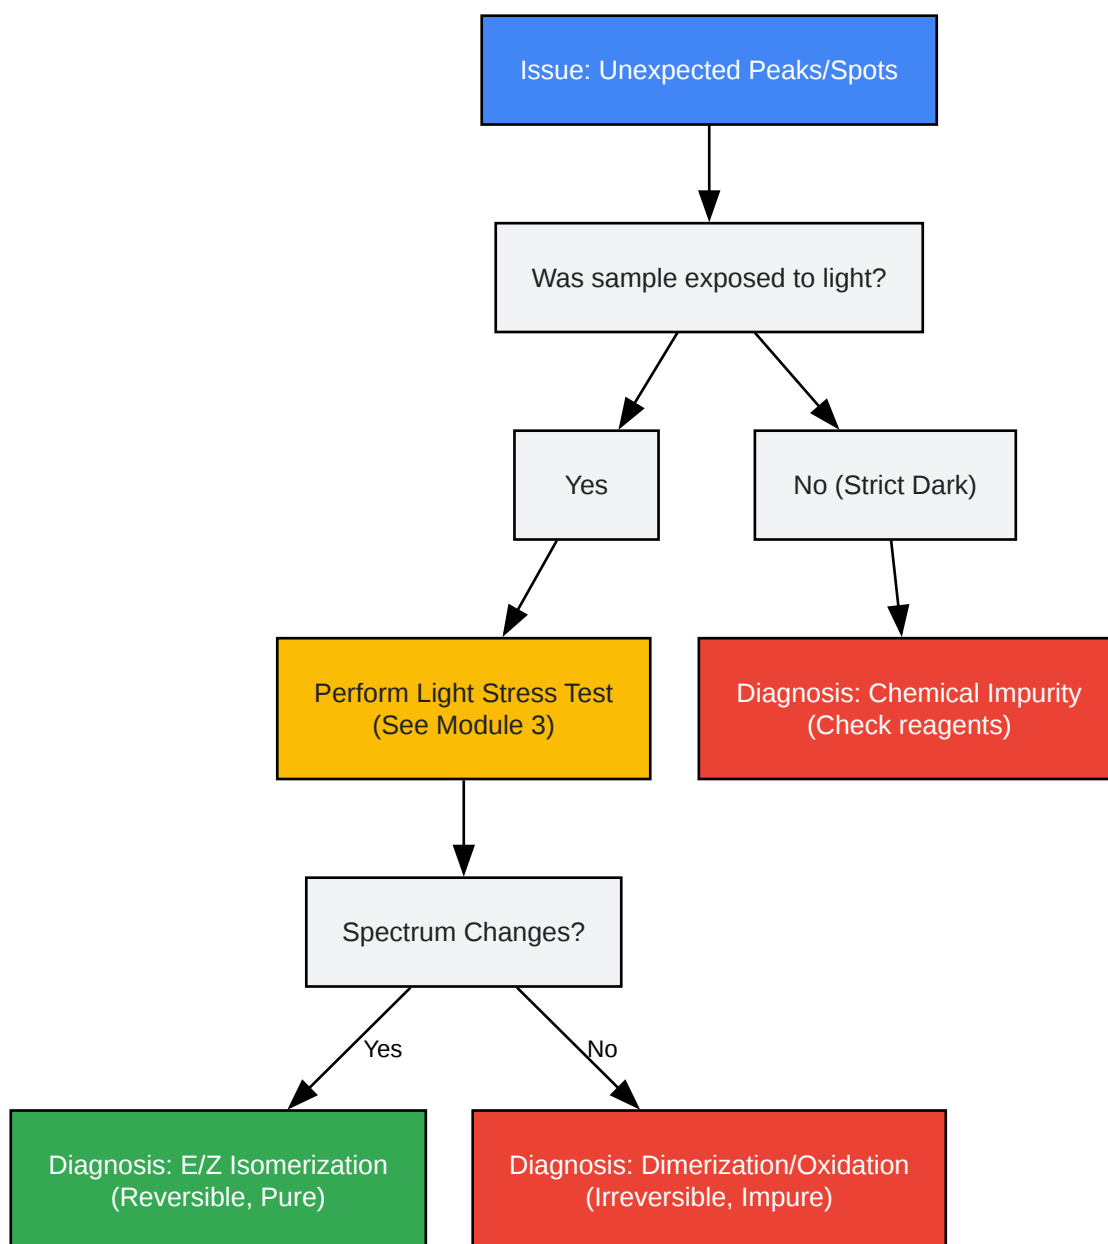 Issue: Unexpected Peaks/Spots
Was sample exposed to light?
Yes
No (Strict Dark)
Perform Light Stress Test
(See Module 3)
Diagnosis: Chemical Impurity
(Check reagents)
Spectrum Changes?
Yes
No
Diagnosis: E/Z Isomerization
(Reversible, Pure)
Diagnosis: Dimerization/Oxidation
(Irreversible, Impure)